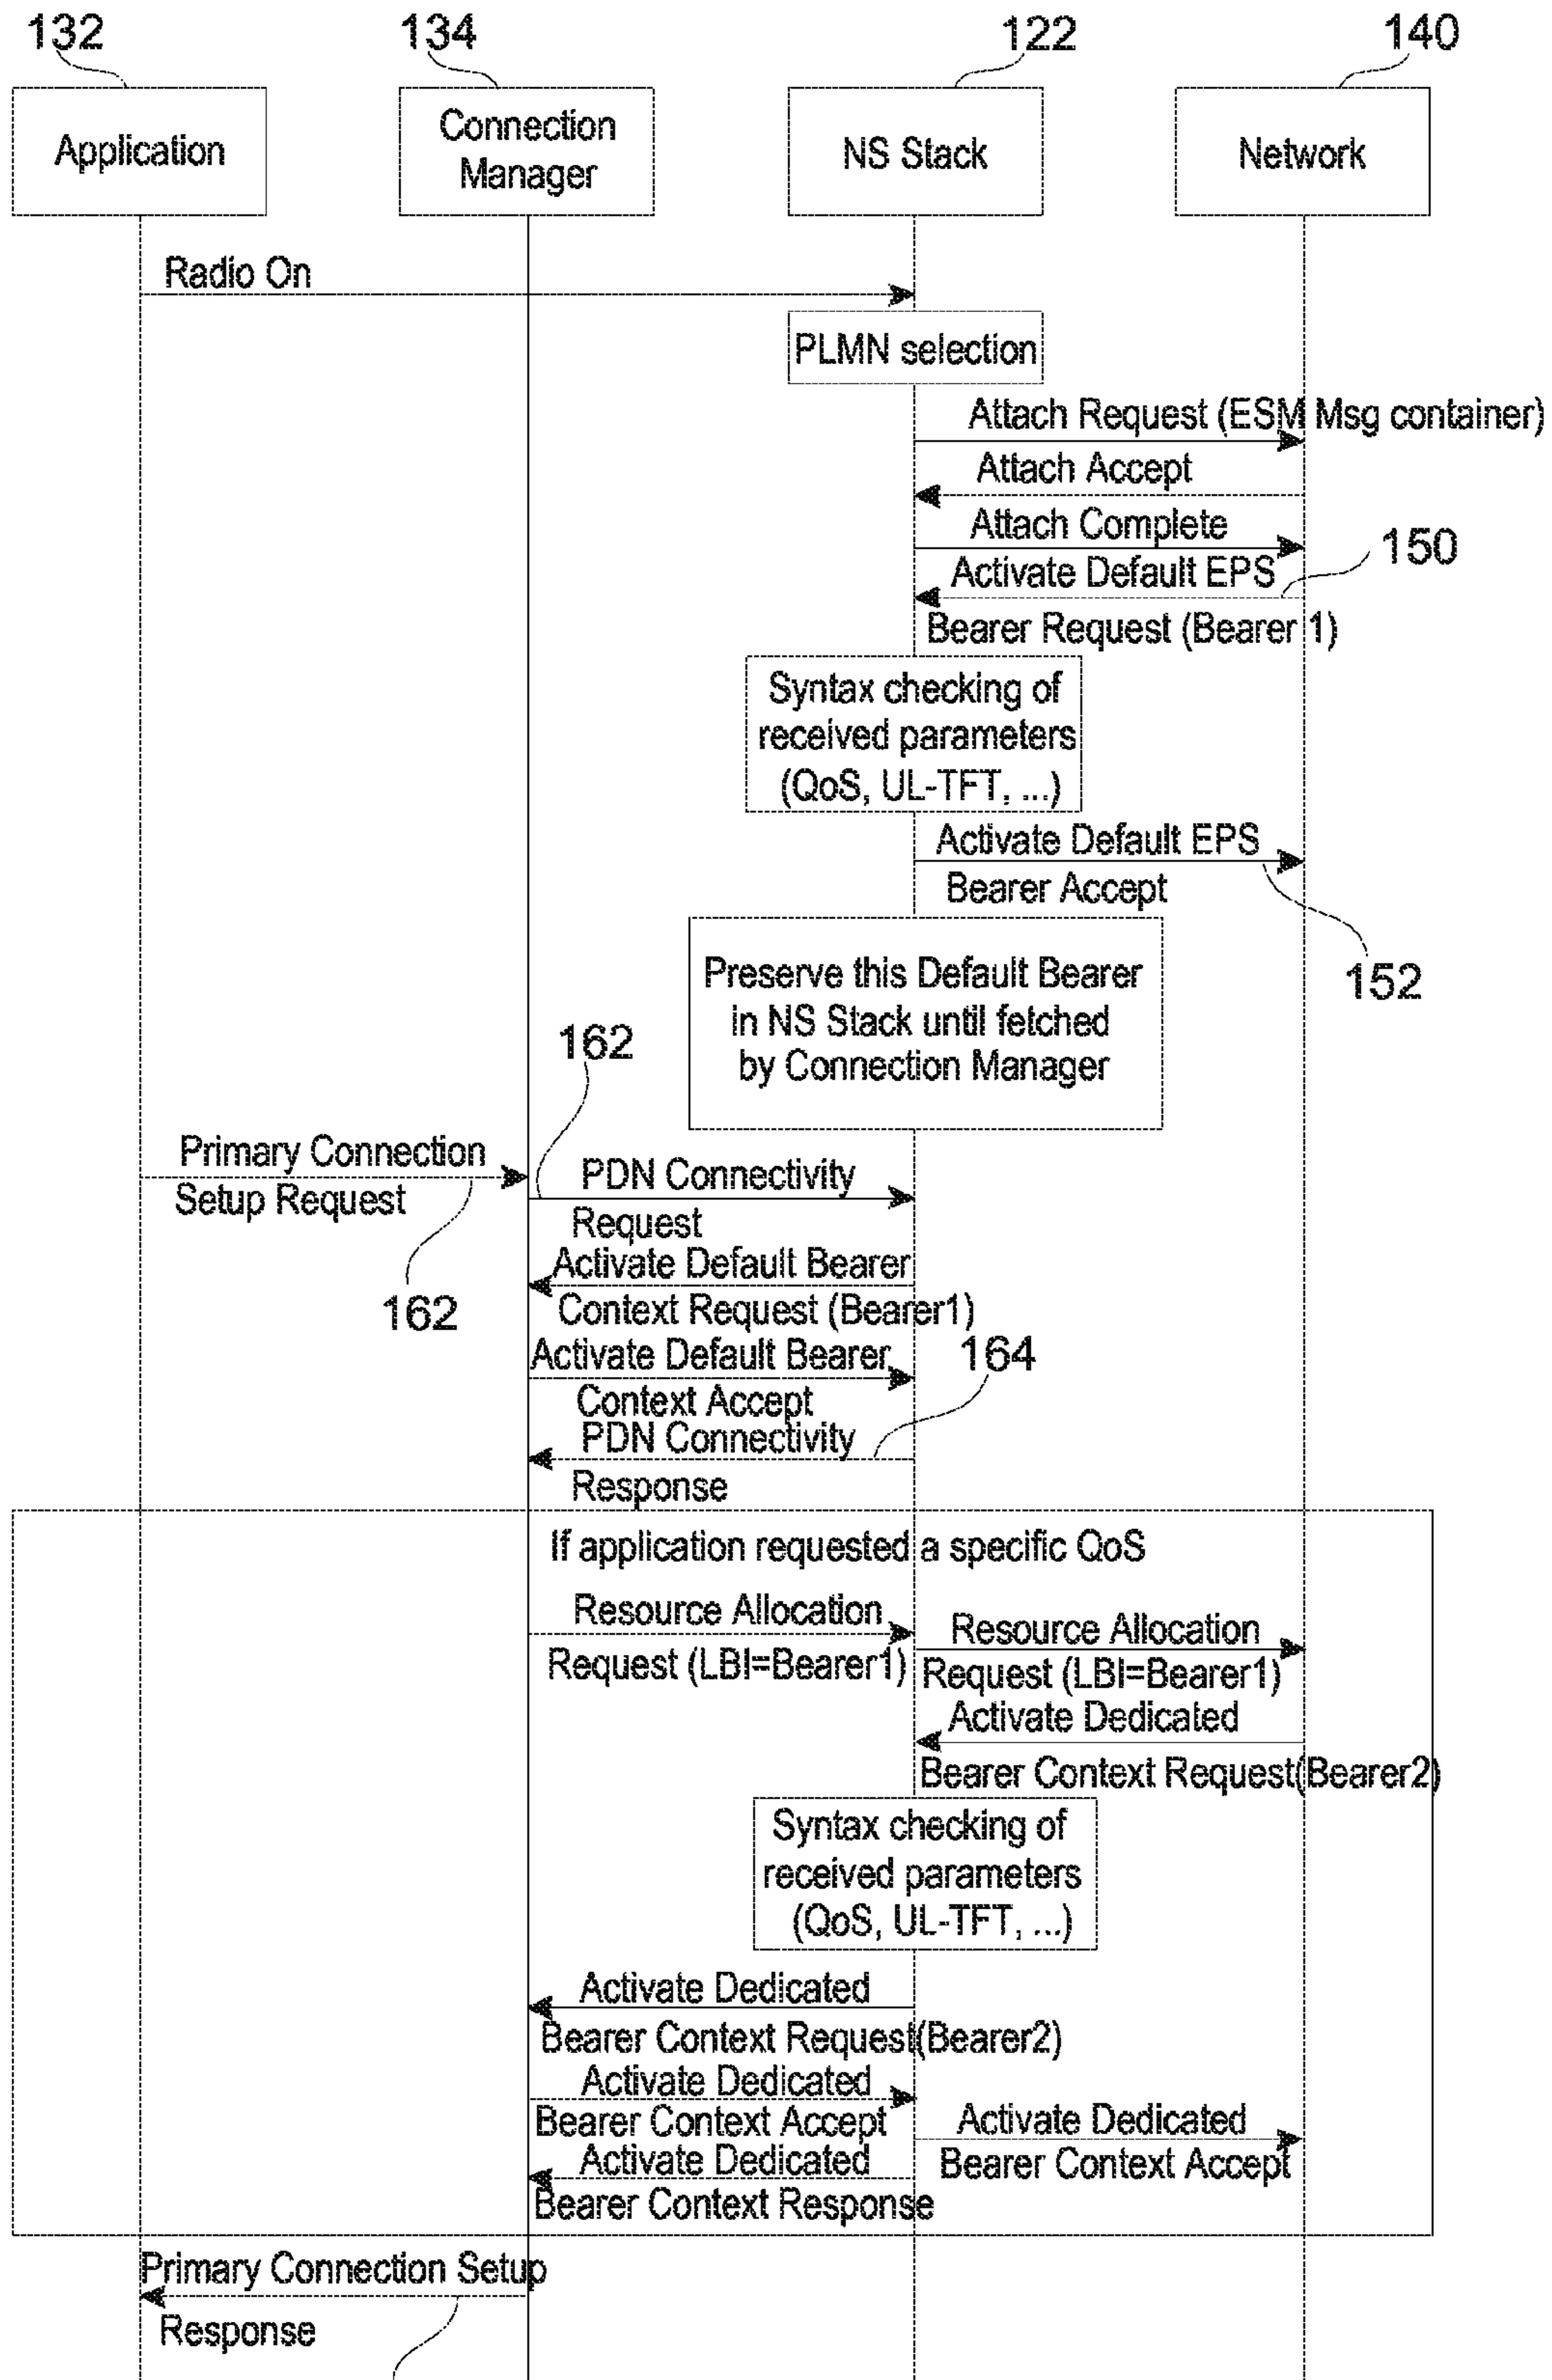 132
134
122
140
Application
Connection
Manager
NS Stack
Network
Radio On
PLMN selection
Attach Request (ESM Msg container)
Attach Accept
Attach Complete
150
Activate Default EPS
Bearer Request (Bearer 1)
Syntax checking of
received parameters
(QoS, UL-TFT, ...)
Activate Default EPS
Bearer Accept
152
Preserve this Default Bearer
in NS Stack until fetched
by Connection Manager
162
Primary Connection
Setup Request
162
PDN Connectivity
Request
Activate Default Bearer
Context Request (Bearer1)
Activate Default Bearer
Context Accept
164
PDN Connectivity
Response
If application requested a specific QoS
Resource Allocation
Request (LBI=Bearer1)
Resource Allocation
Request (LBI=Bearer1)
Activate Dedicated
Bearer Context Request(Bearer2)
Syntax checking of
received parameters
(QoS, UL-TFT, ...)
Activate Dedicated
Bearer Context Request(Bearer2)
Activate Dedicated
Bearer Context Accept
Activate Dedicated
Bearer Context Accept
Activate Dedicated
Bearer Context Response
Primary Connection Setup
Response